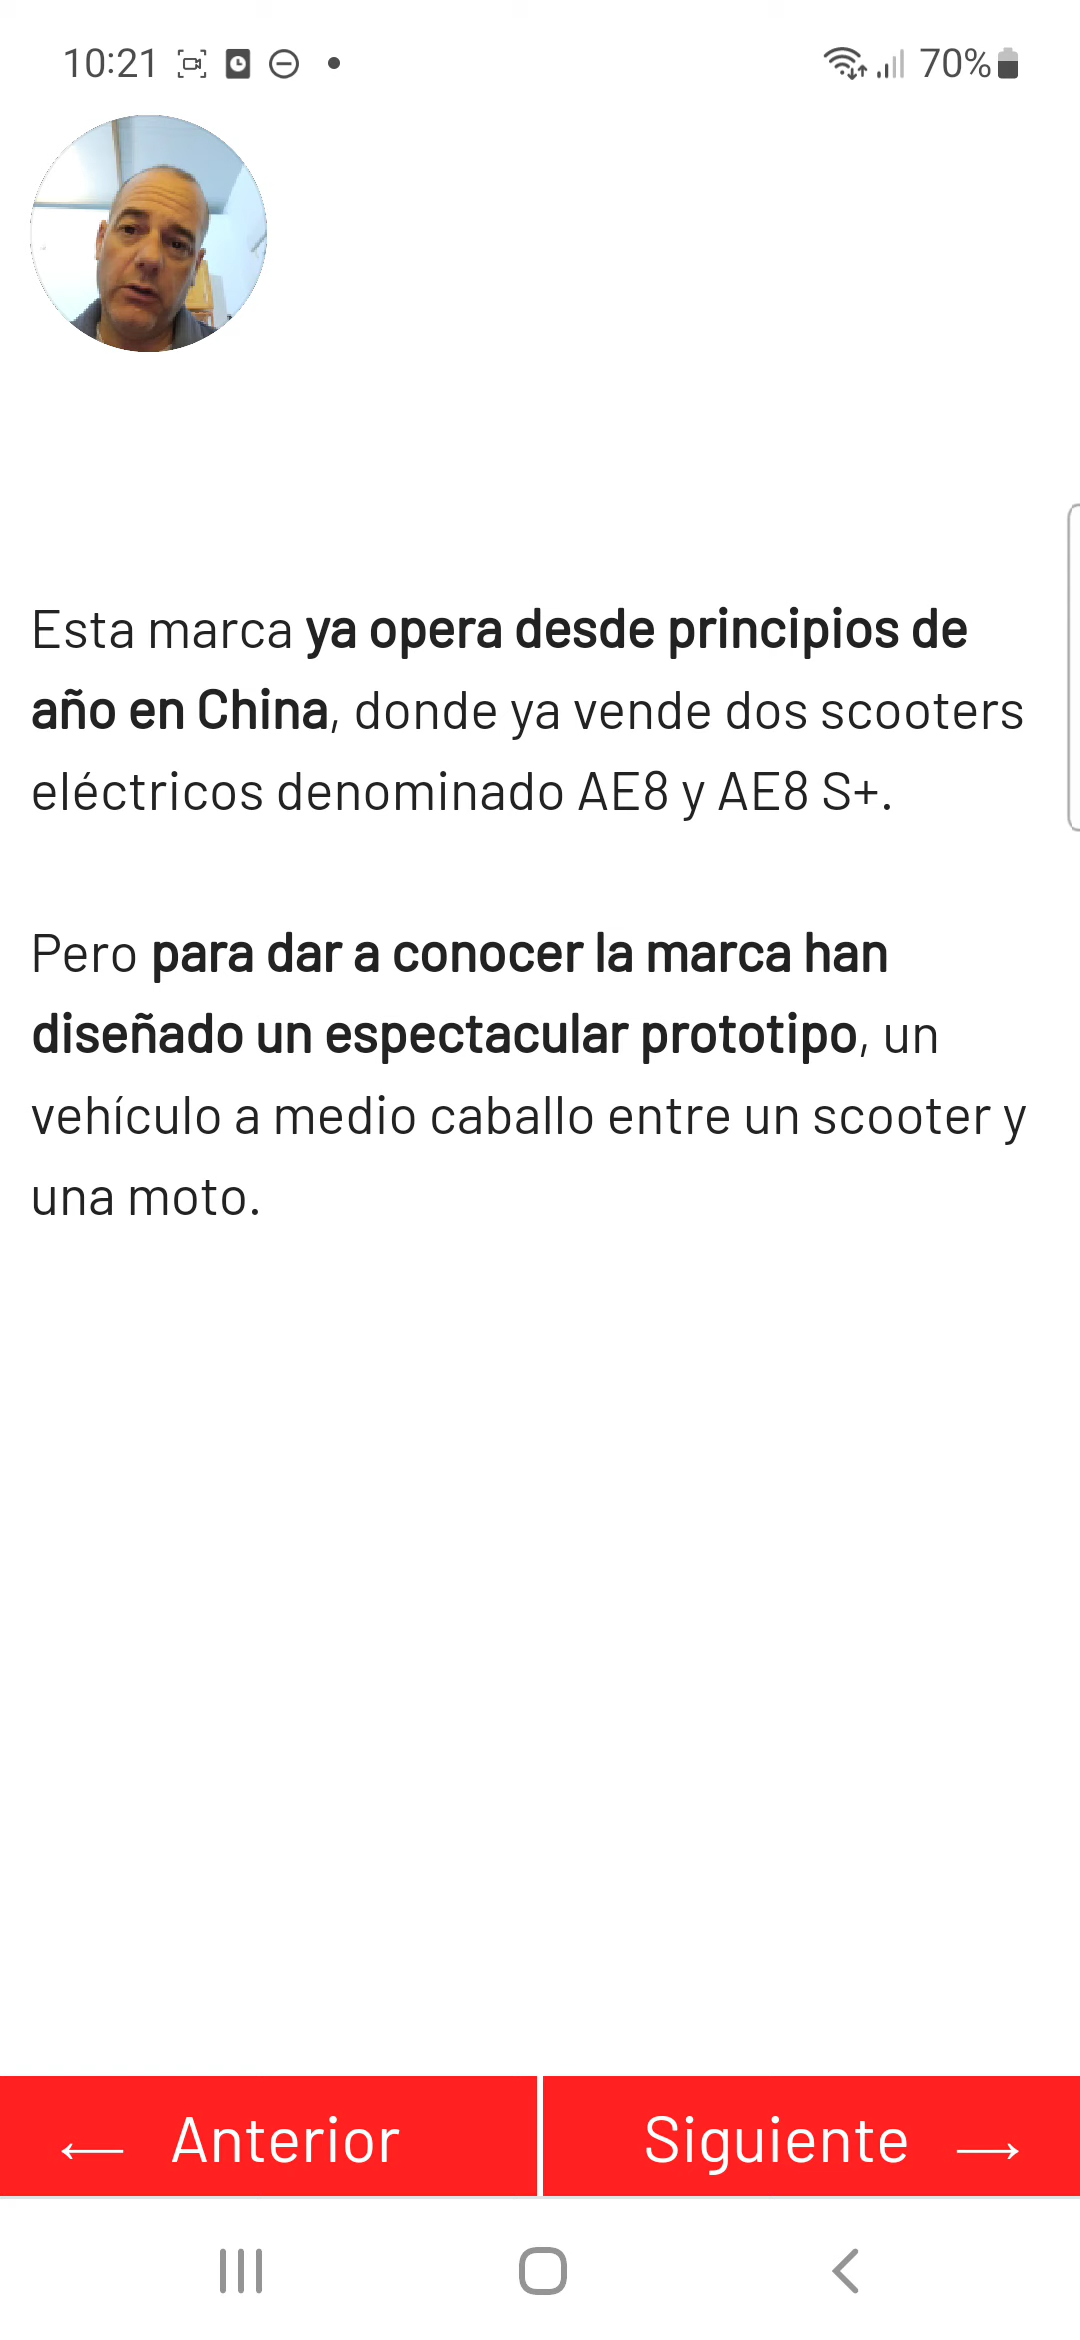 10:21
70%
Esta marca ya opera desde principios de
año en China, donde ya vende dos scooters
eléctricos denominado AE8 y AE8 S+.
Pero para dar a conocer la marca han
diseñado un espectacular prototipo, un
vehículo a medio caballo entre un scooter y
una moto.
← Anterior
Siguiente →